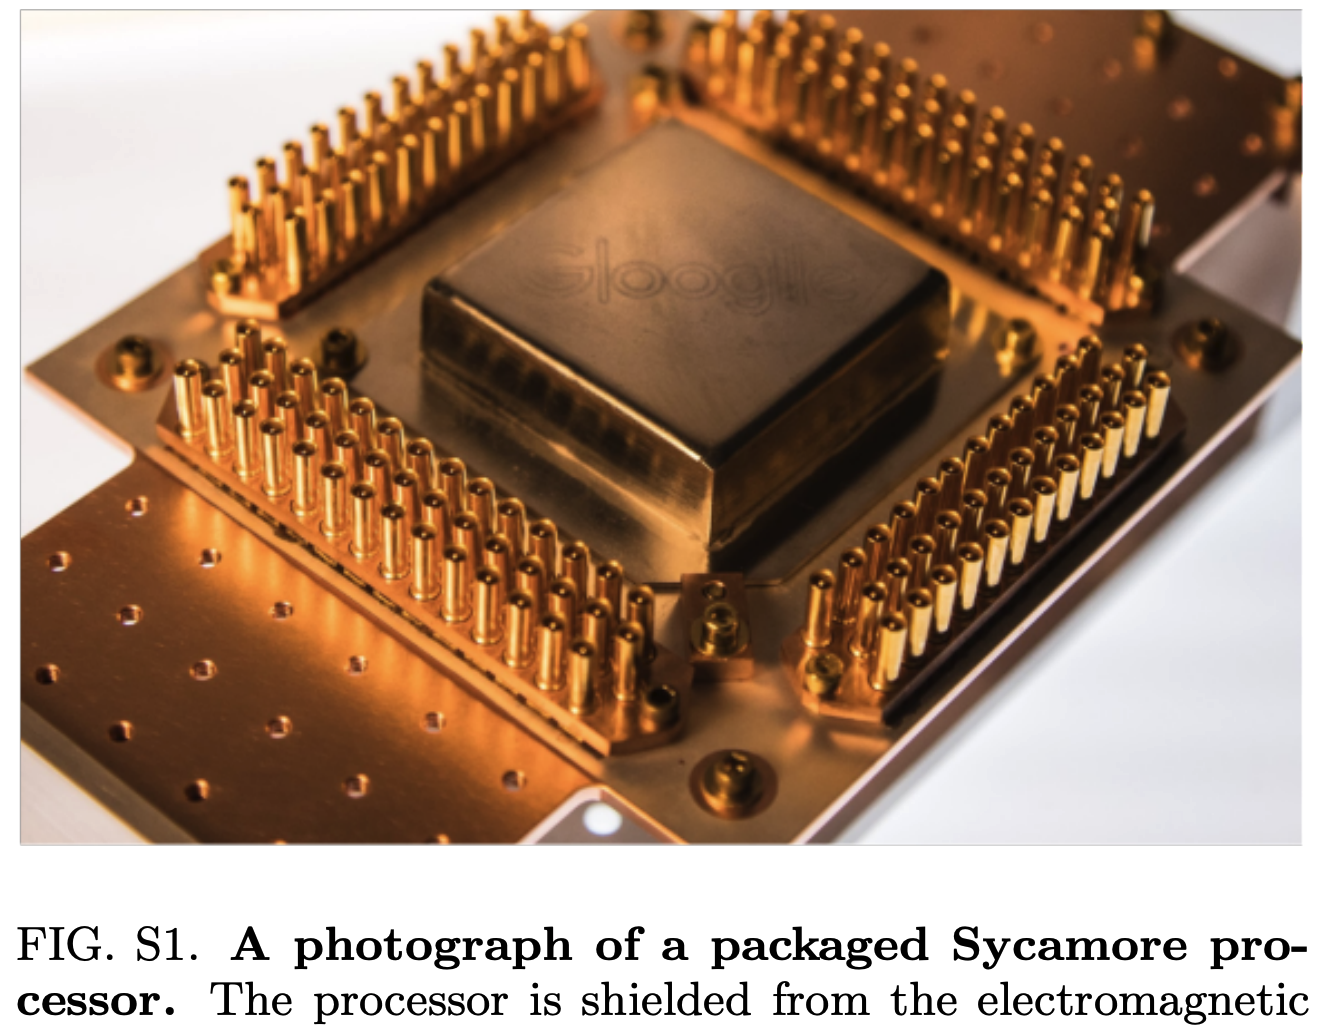 Google
FIG. S1. A photograph of a packaged Sycamore pro-
cessor. The processor is shielded from the electromagnetic